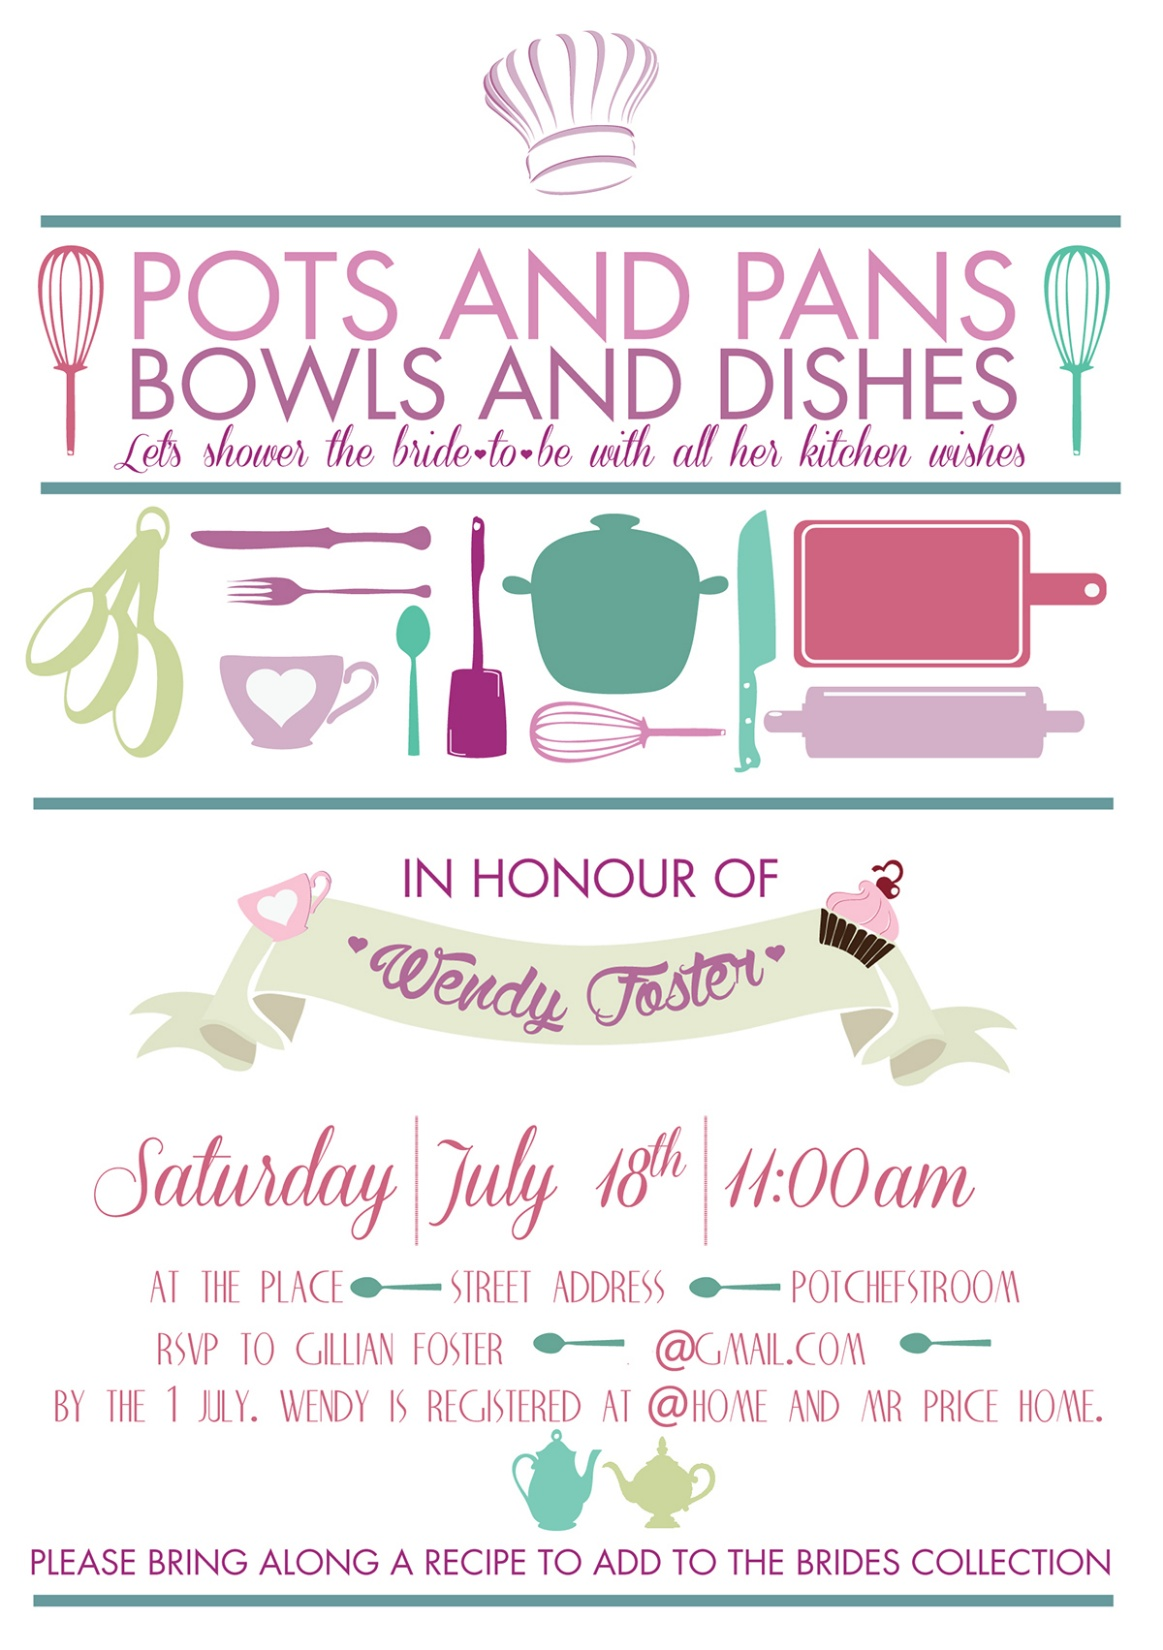 POTS AND PANS
BOWLS AND DISHES
Let's shower the bride♥to♥be with all her kitchen wishes
IN HONOUR OF
♥Wendy Foster♥
Saturday July 18th 11:00am
AT THE PLACE STREET ADDRESS POTCHEFSTROOM
RSVP TO GILLIAN FOSTER @GMAIL.COM
BY THE 1 JULY. WENDY IS REGISTERED AT @HOME AND MR PRICE HOME.
PLEASE BRING ALONG A RECIPE TO ADD TO THE BRIDES COLLECTION